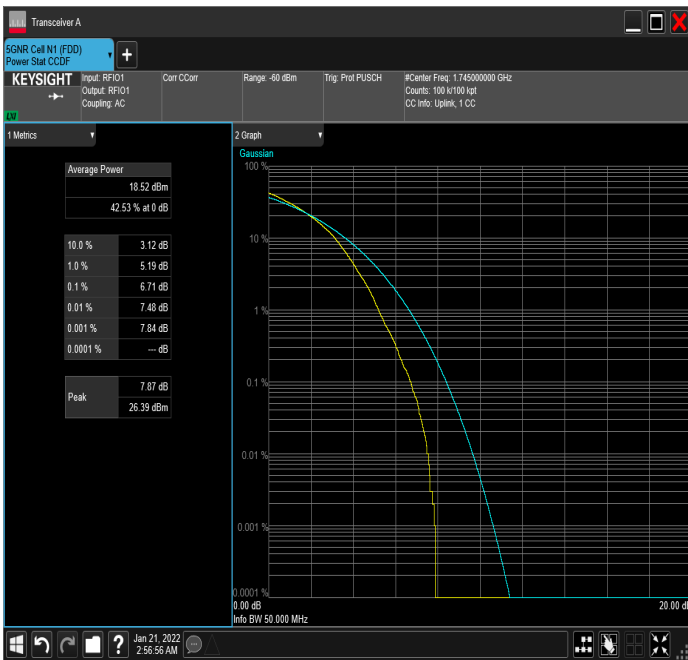 Transceiver A
5GNR Cell N1 (FDD)
Power Stat CCDF
KEYSIGHT
Input: RFIO1
Output: RFIO1
Coupling: AC
Corr CCorr
Range: -60 dBm
Trig: Prot PUSCH
#Center Freq: 1.745000000 GHz
Counts: 100 k/100 kpt
CC Info: Uplink, 1 CC
LXI
1 Metrics
Average Power
18.52 dBm
42.53 % at 0 dB
10.0 % 3.12 dB
1.0 % 5.19 dB
0.1 % 6.71 dB
0.01 % 7.48 dB
0.001 % 7.84 dB
0.0001 % --- dB
Peak
7.87 dB
26.39 dBm
2 Graph
Gaussian
100 %
10 %
1 %
0.1 %
0.01 %
0.001 %
0.0001 %
0.00 dB
20.00 dB
Info BW 50.000 MHz
Jan 21, 2022
2:56:56 AM